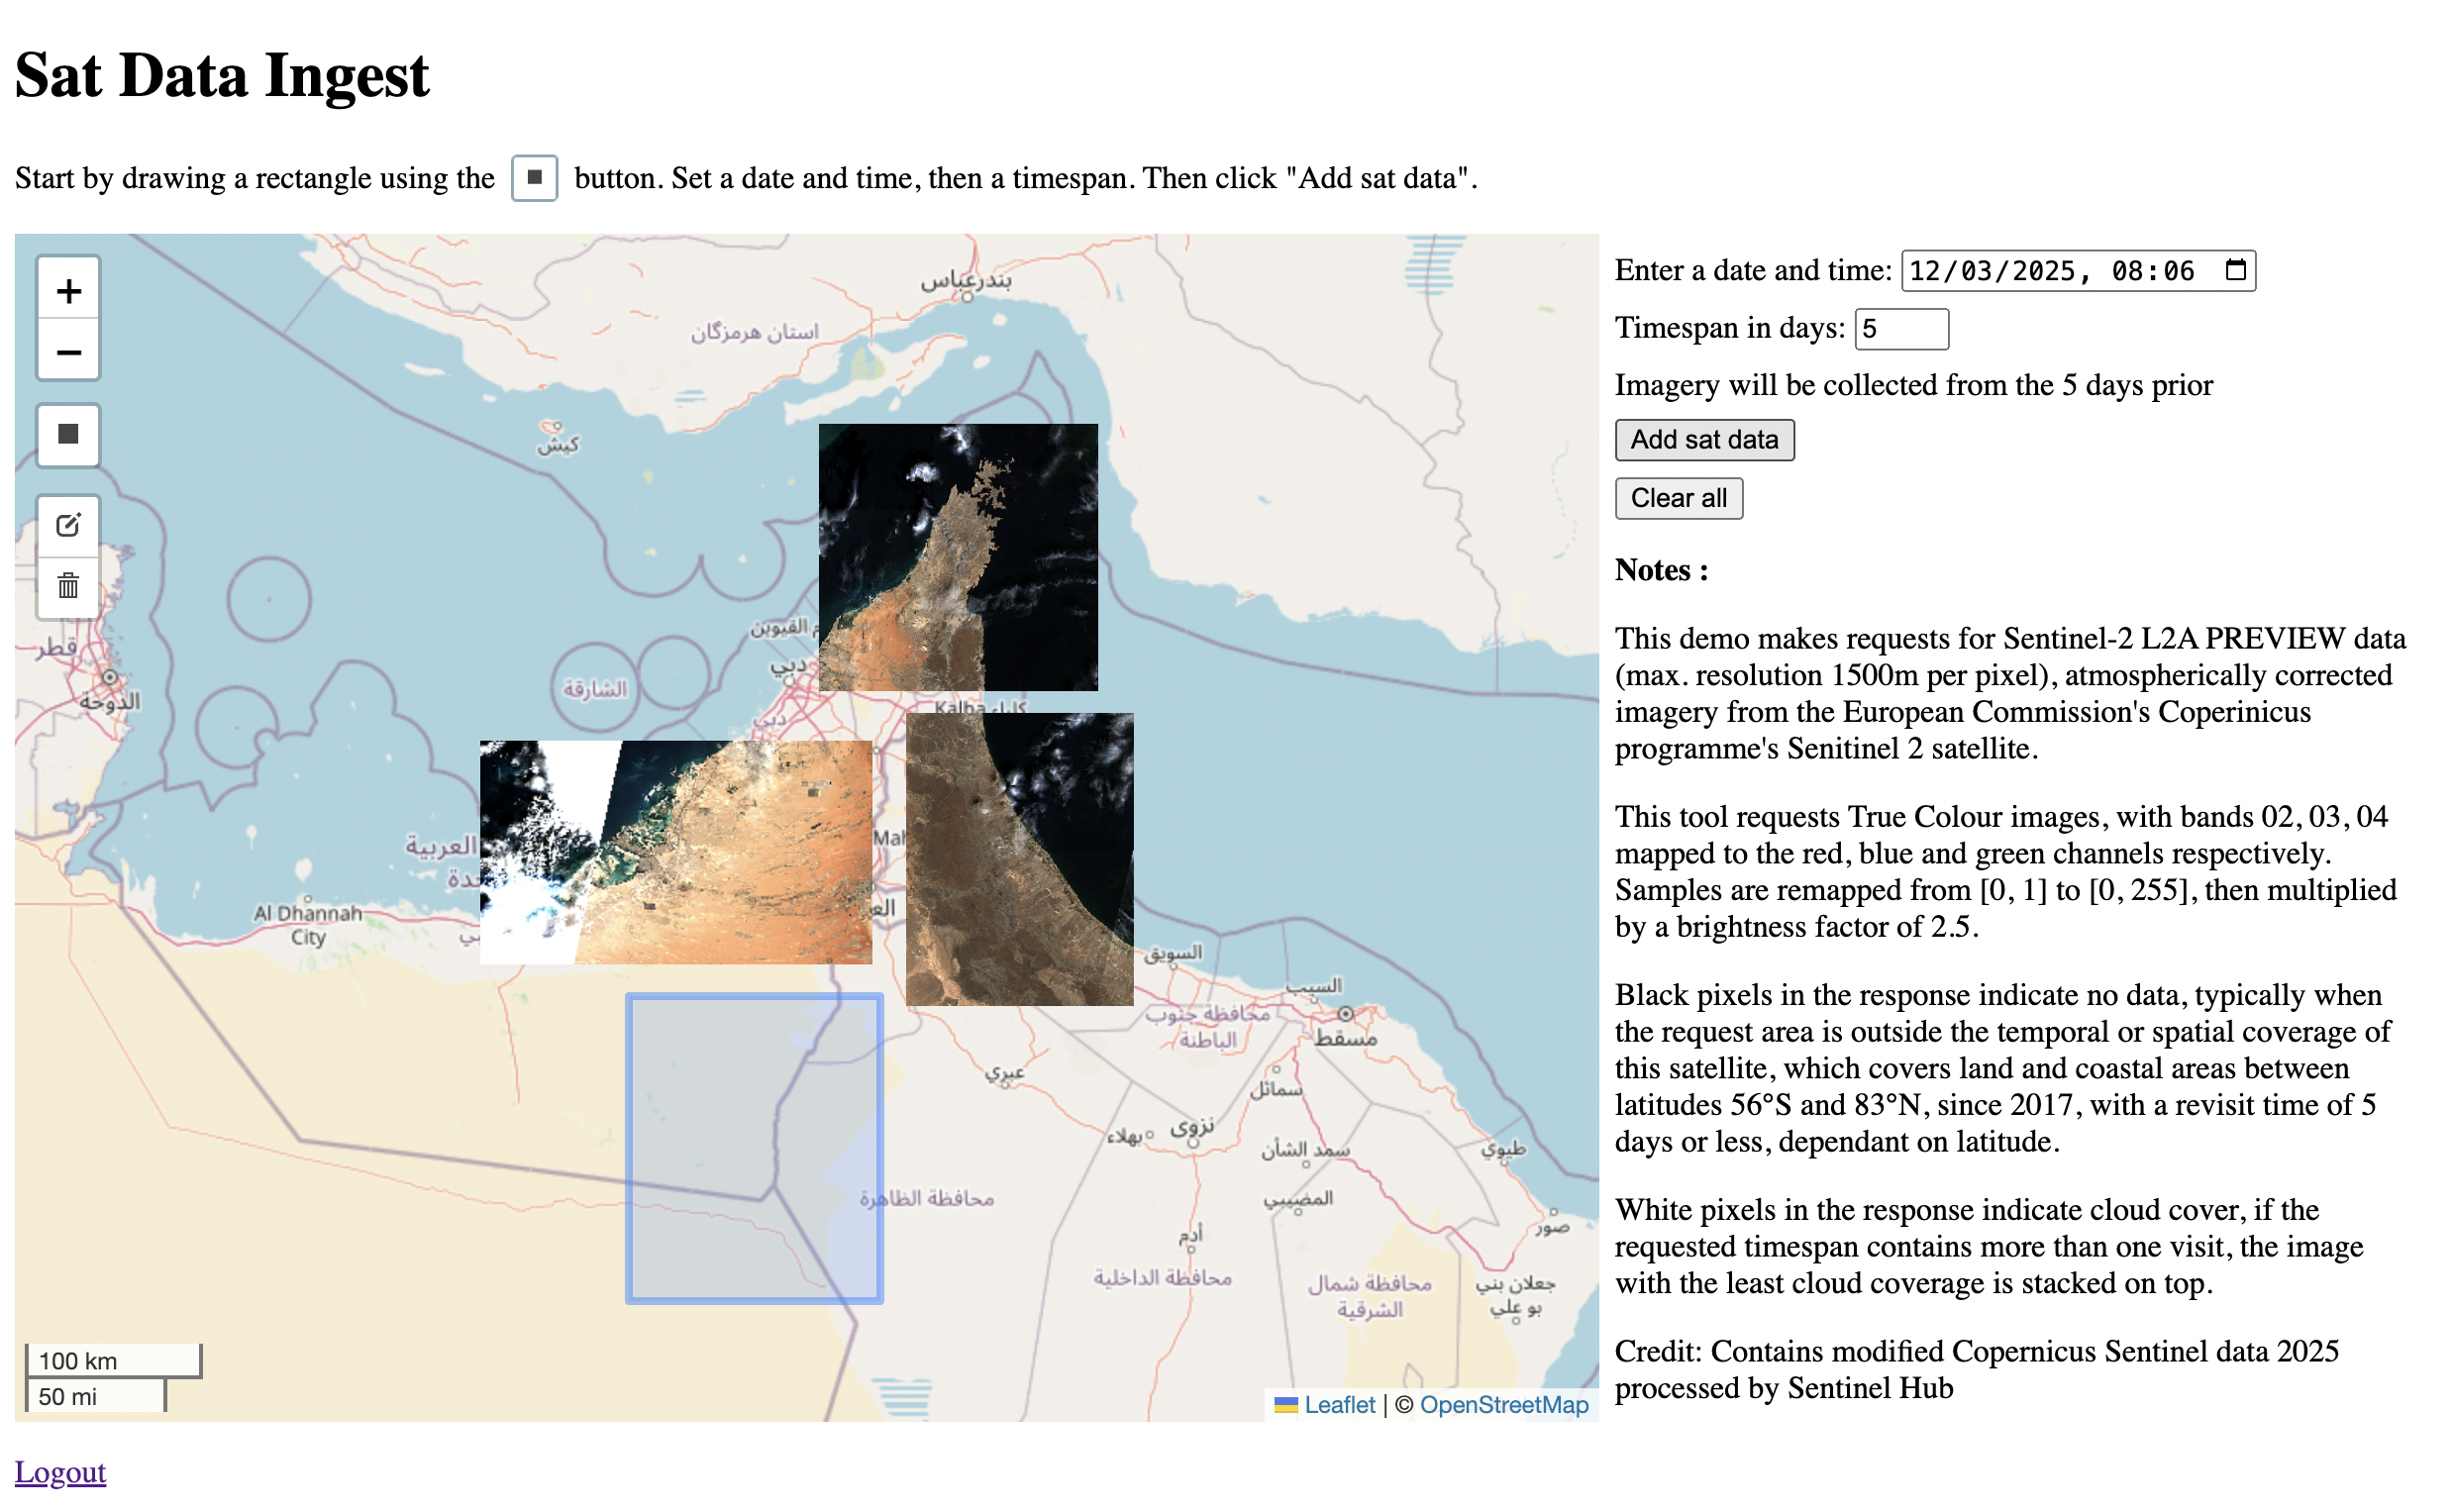 Sat Data Ingest
Start by drawing a rectangle using the button. Set a date and time, then a timespan. Then click "Add sat data".
+
−
بندرعباس
استان هرمزگان
کیش
قطر
الدوحة
م القيوين
دبي
الشارقة
دبي
Kalba كلباء
العربية
دة
Mah
Al Dhannah
City
بي
الع
السويق
السيب
مسقط
محافظة جنوب
الباطنة
عبري
سمائل
بهلاء
نزوى
سمد الشأن
طيوي
المضيبي
محافظة الظاهرة
صور
أدم
محافظة الداخلية
محافظة شمال
الشرقية
جعلان بني
بو علي
100 km
50 mi
Leaflet | © OpenStreetMap
Enter a date and time: 12/03/2025, 08:06
Timespan in days: 5
Imagery will be collected from the 5 days prior
Add sat data
Clear all
Notes :
This demo makes requests for Sentinel-2 L2A PREVIEW data
(max. resolution 1500m per pixel), atmospherically corrected
imagery from the European Commission's Coperinicus
programme's Senitinel 2 satellite.
This tool requests True Colour images, with bands 02, 03, 04
mapped to the red, blue and green channels respectively.
Samples are remapped from [0, 1] to [0, 255], then multiplied
by a brightness factor of 2.5.
Black pixels in the response indicate no data, typically when
the request area is outside the temporal or spatial coverage of
this satellite, which covers land and coastal areas between
latitudes 56°S and 83°N, since 2017, with a revisit time of 5
days or less, dependant on latitude.
White pixels in the response indicate cloud cover, if the
requested timespan contains more than one visit, the image
with the least cloud coverage is stacked on top.
Credit: Contains modified Copernicus Sentinel data 2025
processed by Sentinel Hub
Logout